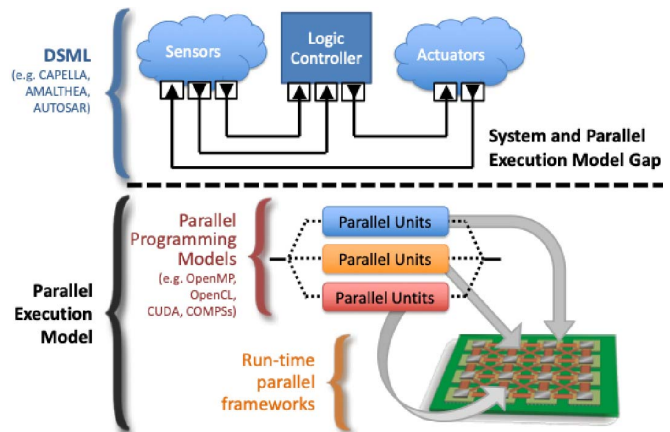 DSML
(e.g. CAPELLA,
AMALTHEA,
AUTOSAR)
Sensors
Logic
Controller
Actuators
System and Parallel
Execution Model Gap
Parallel
Execution
Model
Parallel
Programming
Models
(e.g. OpenMP,
OpenCL,
CUDA, COMPSs)
Parallel Units
Parallel Units
Parallel Untits
Run-time
parallel
frameworks